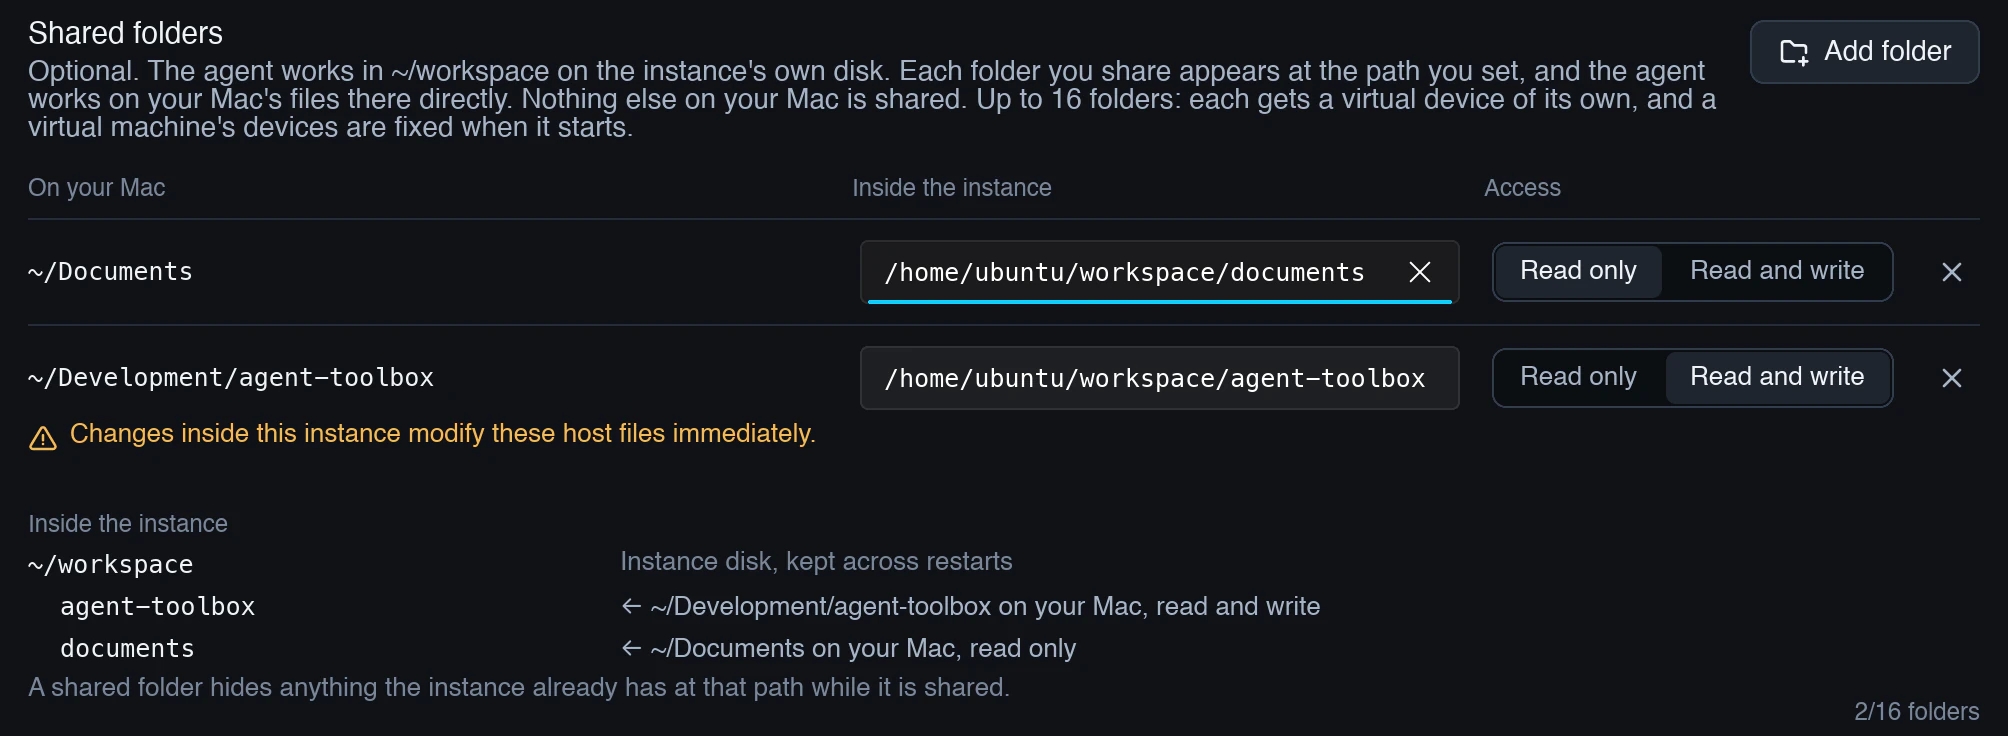 Shared folders
Add folder
Optional. The agent works in ~/workspace on the instance's own disk. Each folder you share appears at the path you set, and the agent
works on your Mac's files there directly. Nothing else on your Mac is shared. Up to 16 folders: each gets a virtual device of its own, and a
virtual machine's devices are fixed when it starts.
On your Mac Inside the instance Access
~/Documents /home/ubuntu/workspace/documents Read only Read and write
~/Development/agent-toolbox /home/ubuntu/workspace/agent-toolbox Read only Read and write
Changes inside this instance modify these host files immediately.
Inside the instance
~/workspace Instance disk, kept across restarts
agent-toolbox ← ~/Development/agent-toolbox on your Mac, read and write
documents ← ~/Documents on your Mac, read only
A shared folder hides anything the instance already has at that path while it is shared.
2/16 folders